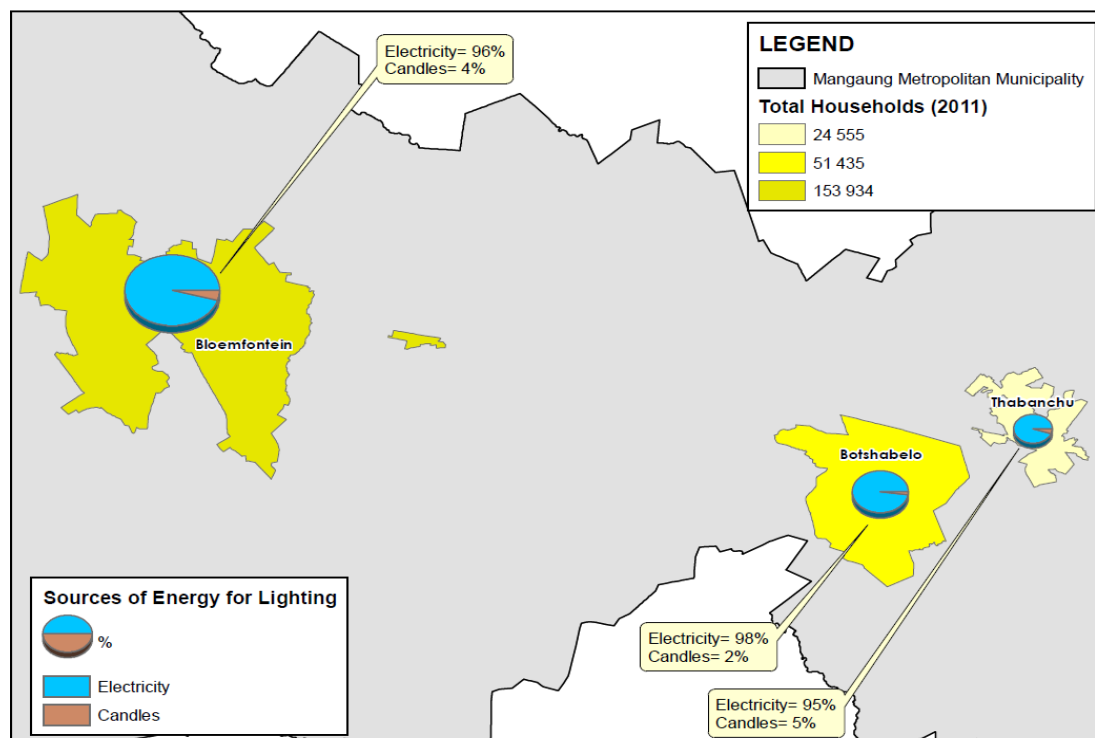 Electricity= 96%
Candles= 4%
LEGEND
Mangaung Metropolitan Municipality
Total Households (2011)
24 555
51 435
153 934
Bloemfontein
Thabanchu
Botshabelo
Electricity= 98%
Candles= 2%
Electricity= 95%
Candles= 5%
Sources of Energy for Lighting
%
Electricity
Candles